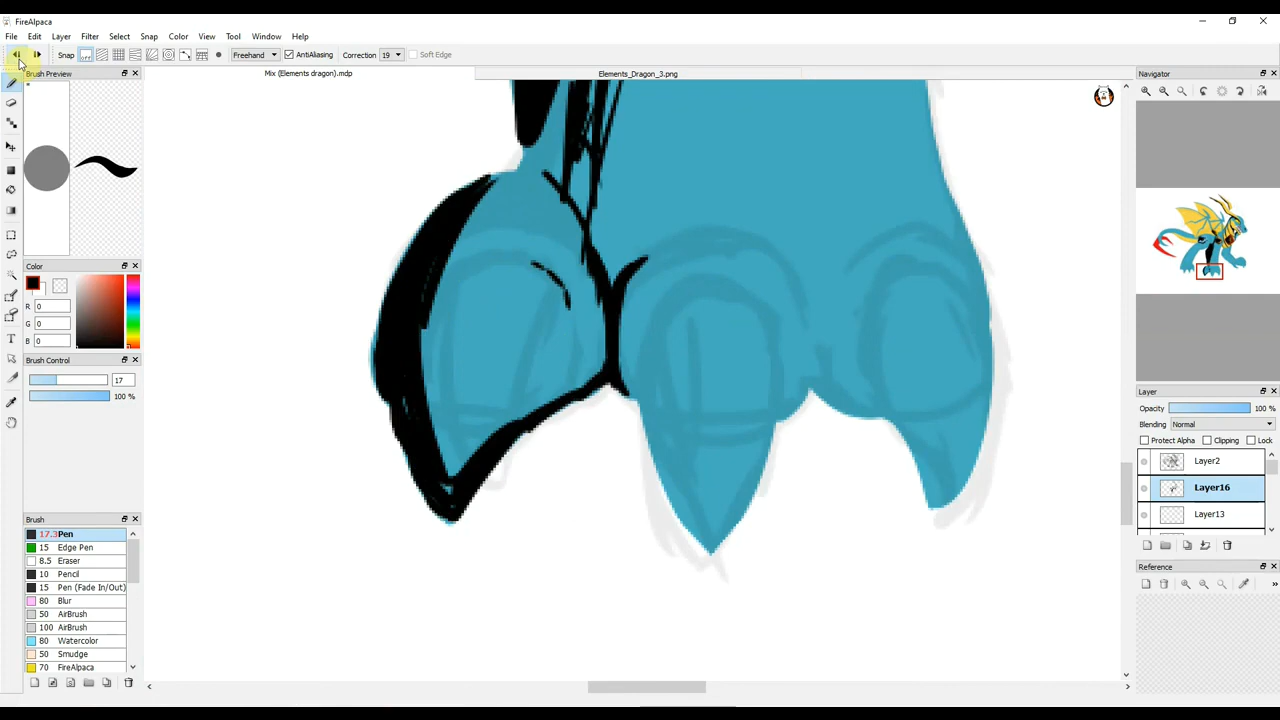 FireAlpaca
File Edit Layer Filter Select Snap Color View Tool Window Help
Snap OFF Freehand AntiAliasing Correction 19 Soft Edge
Brush Preview
Mix (Elements dragon).mdp Elements_Dragon_3.png
Navigator
Color
R 0
G 0
B 0
Brush Control
17
100 %
Layer
Opacity 100 %
Blending Normal
Protect Alpha Clipping Lock
Layer2
Layer16
Layer13
Reference
Brush
17.3 Pen
15 Edge Pen
8.5 Eraser
10 Pencil
15 Pen (Fade In/Out)
80 Blur
50 AirBrush
100 AirBrush
80 Watercolor
50 Smudge
70 FireAlpaca